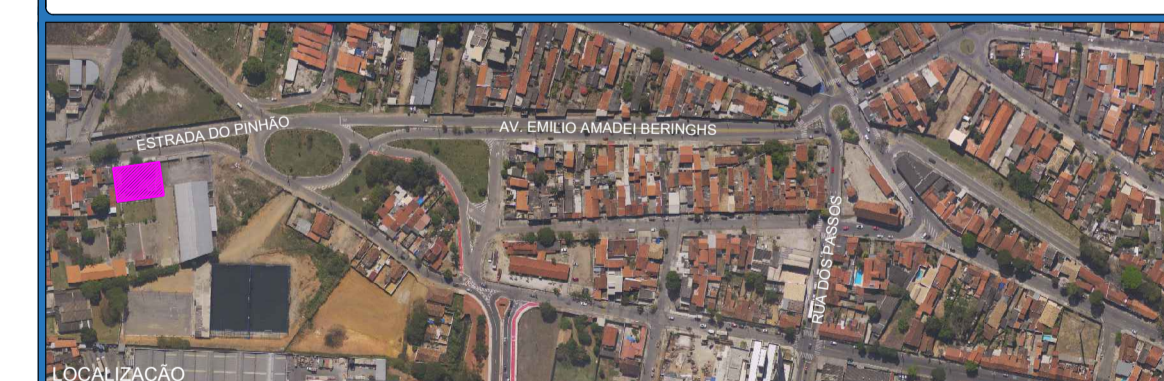 ESTRADA DO PINHÃO
AV. EMILIO AMADEI BERINGHS
RUA DOS PASSOS
LOCALIZAÇÃO